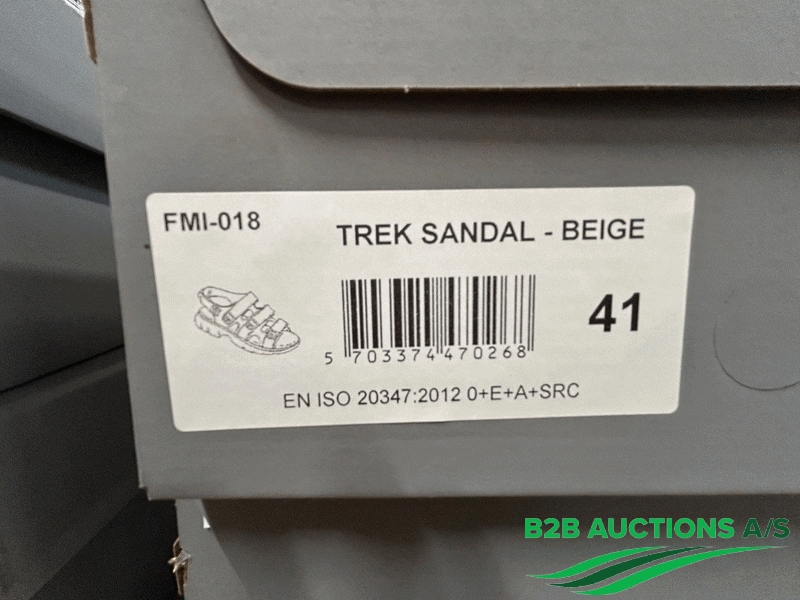 FMI-018
TREK SANDAL - BEIGE
41
5 703374 470268
EN ISO 20347:2012 0+E+A+SRC
B2B AUCTIONS A/S